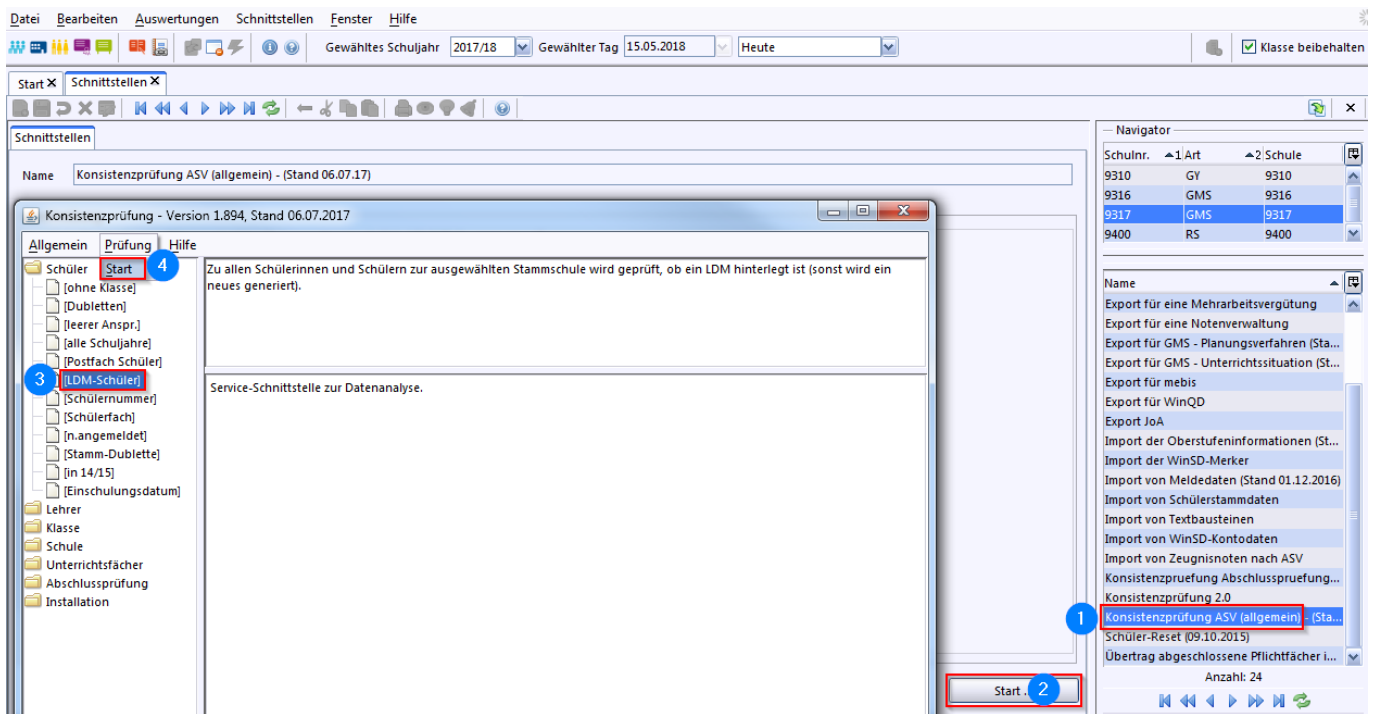 Datei Bearbeiten Auswertungen Schnittstellen Fenster Hilfe
Gewähltes Schuljahr 2017/18 Gewählter Tag 15.05.2018 Heute Klasse beibehalten
Start X Schnittstellen X
Schnittstellen
Name Konsistenzprüfung ASV (allgemein) - (Stand 06.07.17)
Konsistenzprüfung - Version 1.894, Stand 06.07.2017
Allgemein Prüfung Hilfe
Schüler Start 4
[ohne Klasse]
[Dubletten]
[leerer Anspr.]
[alle Schuljahre]
[Postfach Schüler]
3 [LDM-Schüler]
[Schülernummer]
[Schülerfach]
[n.angemeldet]
[Stamm-Dublette]
[in 14/15]
[Einschulungsdatum]
Lehrer
Klasse
Schule
Unterrichtsfächer
Abschlussprüfung
Installation
Zu allen Schülerinnen und Schülern zur ausgewählten Stammschule wird geprüft, ob ein LDM hinterlegt ist (sonst wird ein
neues generiert).
Service-Schnittstelle zur Datenanalyse.
Start . 2
Navigator
Schulnr. 1 Art 2 Schule
9310 GY 9310
9316 GMS 9316
9317 GMS 9317
9400 RS 9400
Name
Export für eine Mehrarbeitsvergütung
Export für eine Notenverwaltung
Export für GMS - Planungsverfahren (Sta...
Export für GMS - Unterrichtssituation (St...
Export für mebis
Export für WinQD
Export JoA
Import der Oberstufeninformationen (St...
Import der WinSD-Merker
Import von Meldedaten (Stand 01.12.2016)
Import von Schülerstammdaten
Import von Textbausteinen
Import von WinSD-Kontodaten
Import von Zeugnisnoten nach ASV
Konsistenzpruefung Abschlusspruefung...
Konsistenzprüfung 2.0
1 Konsistenzprüfung ASV (allgemein) - (Sta...
Schüler-Reset (09.10.2015)
Übertrag abgeschlossene Pflichtfächer i...
Anzahl: 24